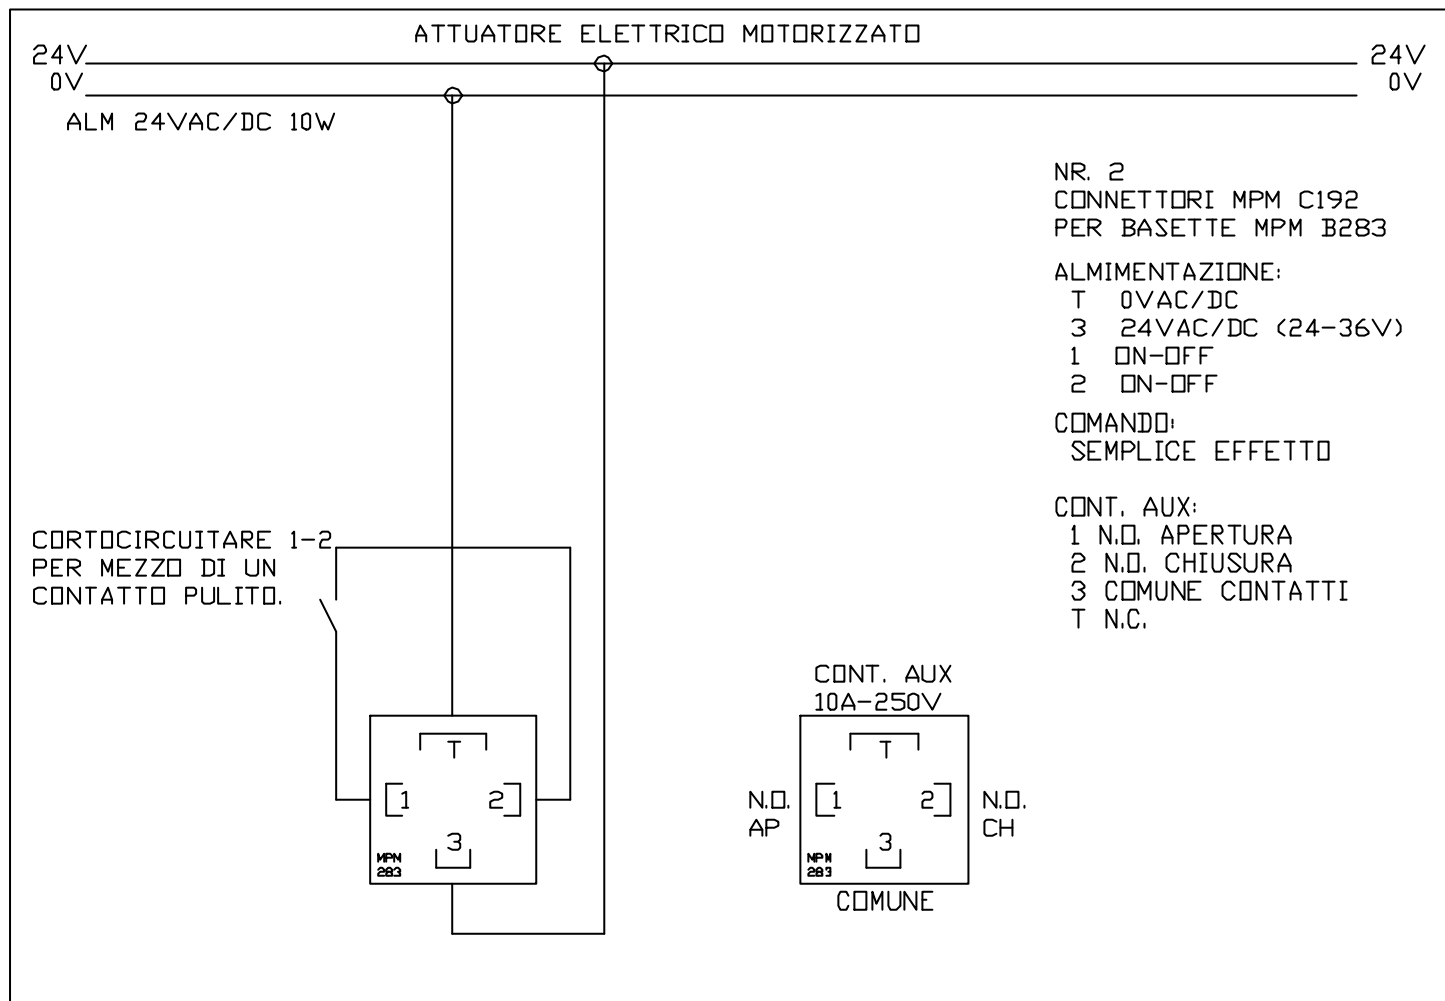 ATTUATORE ELETTRICO MOTORIZZATO
24V
0V
24V
0V
ALM 24VAC/DC 10W
NR. 2
CONNETTORI MPM C192
PER BASETTE MPM B283
ALMIMENTAZIONE:
T 0VAC/DC
3 24VAC/DC (24-36V)
1 ON-OFF
2 ON-OFF
COMANDO:
SEMPLICE EFFETTO
CONT. AUX:
1 N.O. APERTURA
2 N.O. CHIUSURA
3 COMUNE CONTATTI
T N.C.
CORTOCIRCUITARE 1-2
PER MEZZO DI UN
CONTATTO PULITO.
T
1 2
3
MPM
283
CONT. AUX
10A-250V
T
N.O.
AP
1 2
N.O.
CH
3
MPM
283
COMUNE